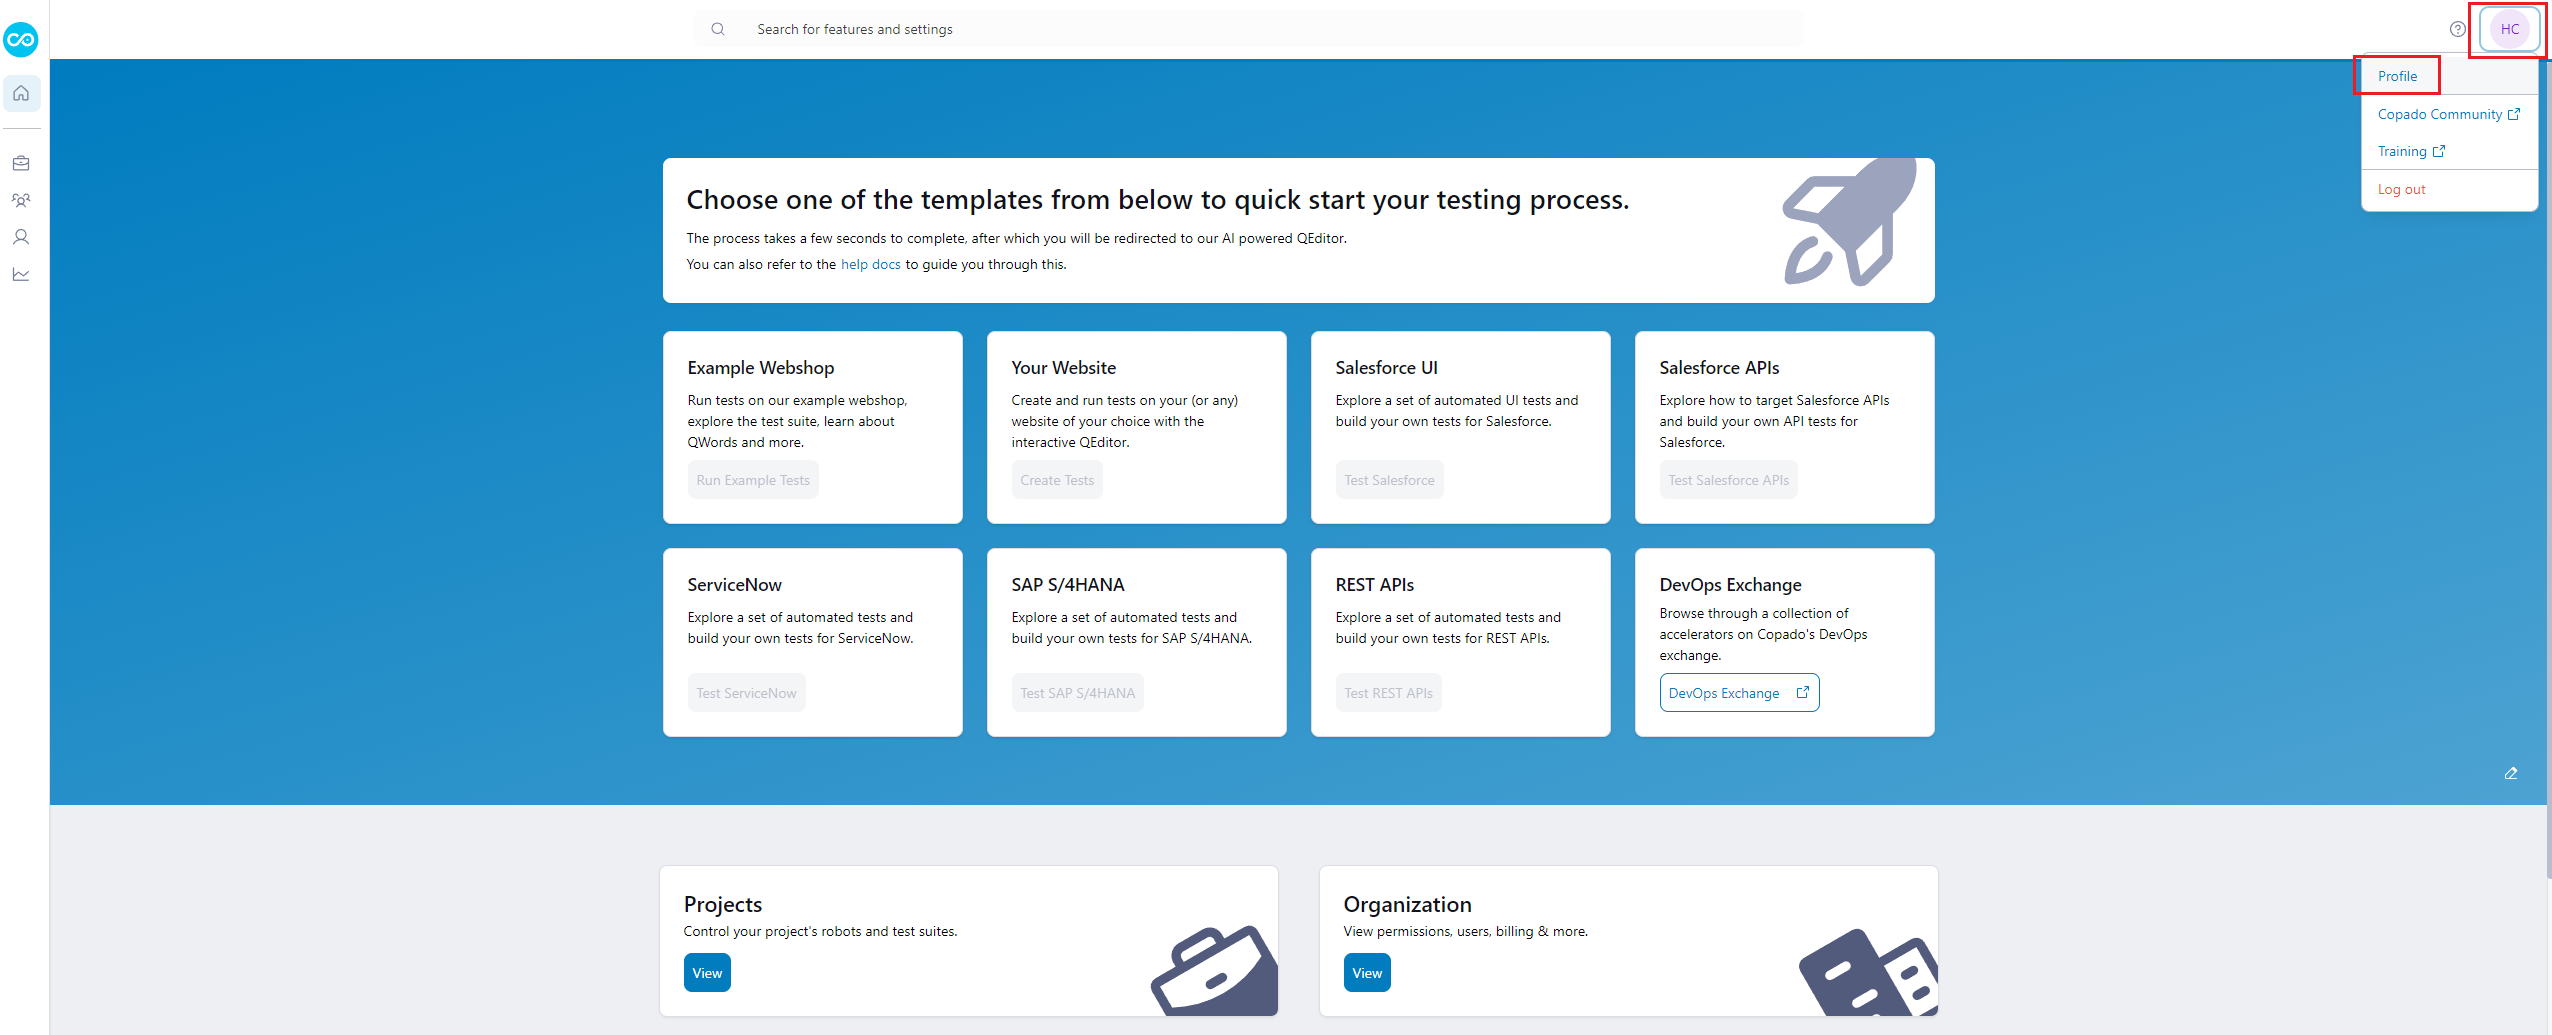 Search for features and settings
HC
Profile
Copado Community
Training
Log out
Choose one of the templates from below to quick start your testing process.
The process takes a few seconds to complete, after which you will be redirected to our AI powered QEditor.
You can also refer to the help docs to guide you through this.
Example Webshop
Run tests on our example webshop,
explore the test suite, learn about
QWords and more.
Run Example Tests
Your Website
Create and run tests on your (or any)
website of your choice with the
interactive QEditor.
Create Tests
Salesforce UI
Explore a set of automated UI tests and
build your own tests for Salesforce.
Test Salesforce
Salesforce APIs
Explore how to target Salesforce APIs
and build your own API tests for
Salesforce.
Test Salesforce APIs
ServiceNow
Explore a set of automated tests and
build your own tests for ServiceNow.
Test ServiceNow
SAP S/4HANA
Explore a set of automated tests and
build your own tests for SAP S/4HANA.
Test SAP S/4HANA
REST APIs
Explore a set of automated tests and
build your own tests for REST APIs.
Test REST APIs
DevOps Exchange
Browse through a collection of
accelerators on Copado's DevOps
exchange.
DevOps Exchange
Projects
Control your project's robots and test suites.
View
Organization
View permissions, users, billing & more.
View